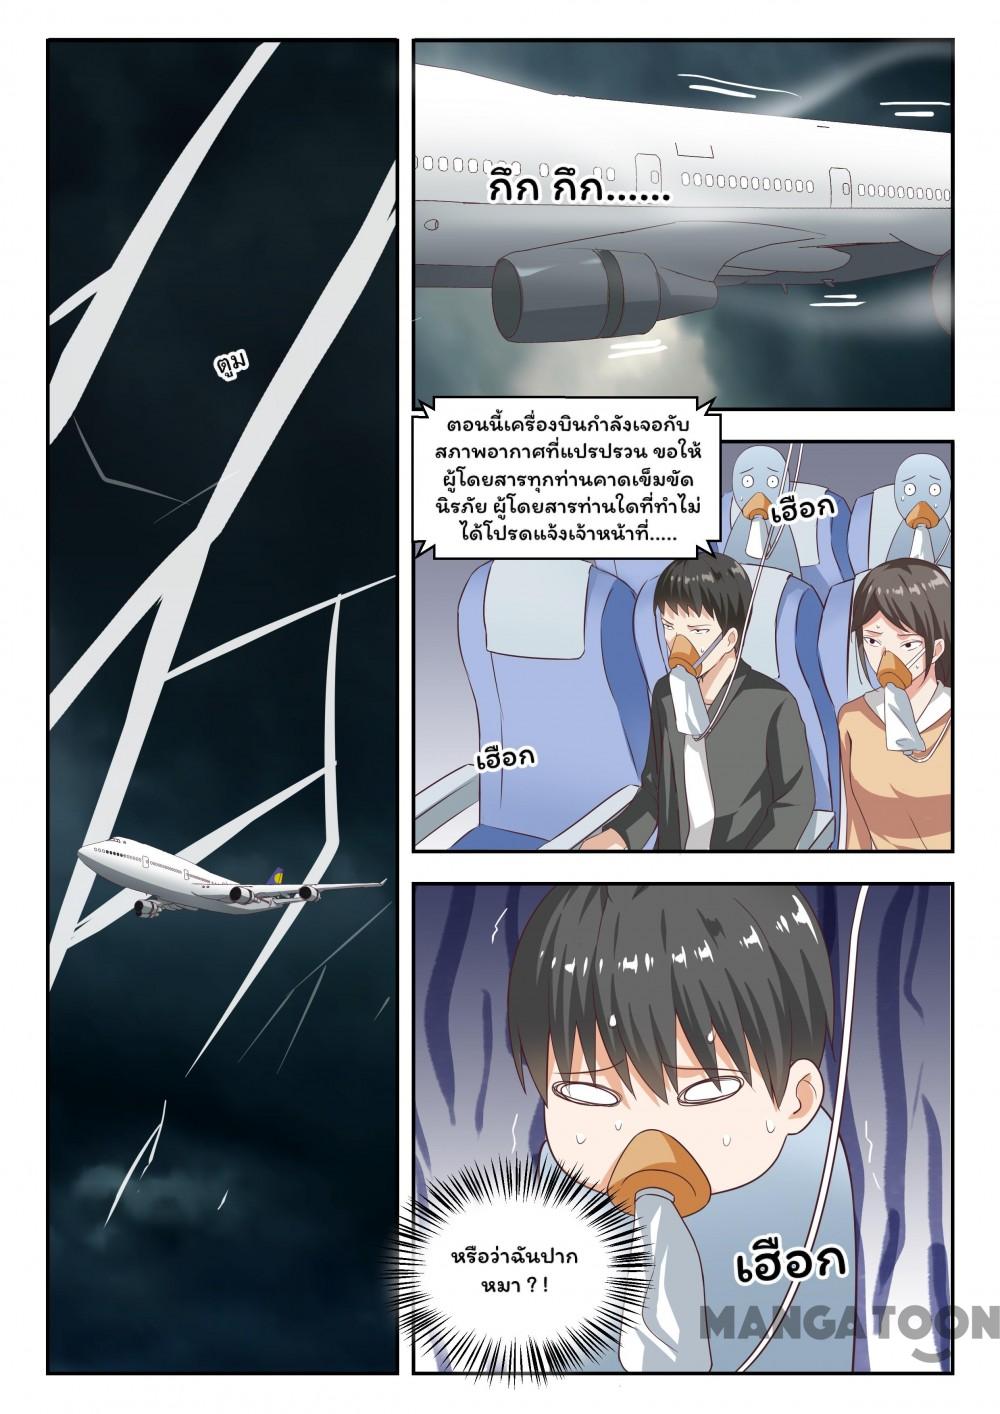 ตูม
กึก กึก......
ตอนนี้เครื่องบินกำลังเจอกับ
สภาพอากาศที่แปรปรวน ขอให้
ผู้โดยสารทุกท่านคาดเข็มขัด
นิรภัย ผู้โดยสารท่านใดที่ทำไม่
ได้โปรดแจ้งเจ้าหน้าที่.....
เฮือก
เฮือก
หรือว่าฉันปาก
หมา ? !
เฮือก
MANGATOON